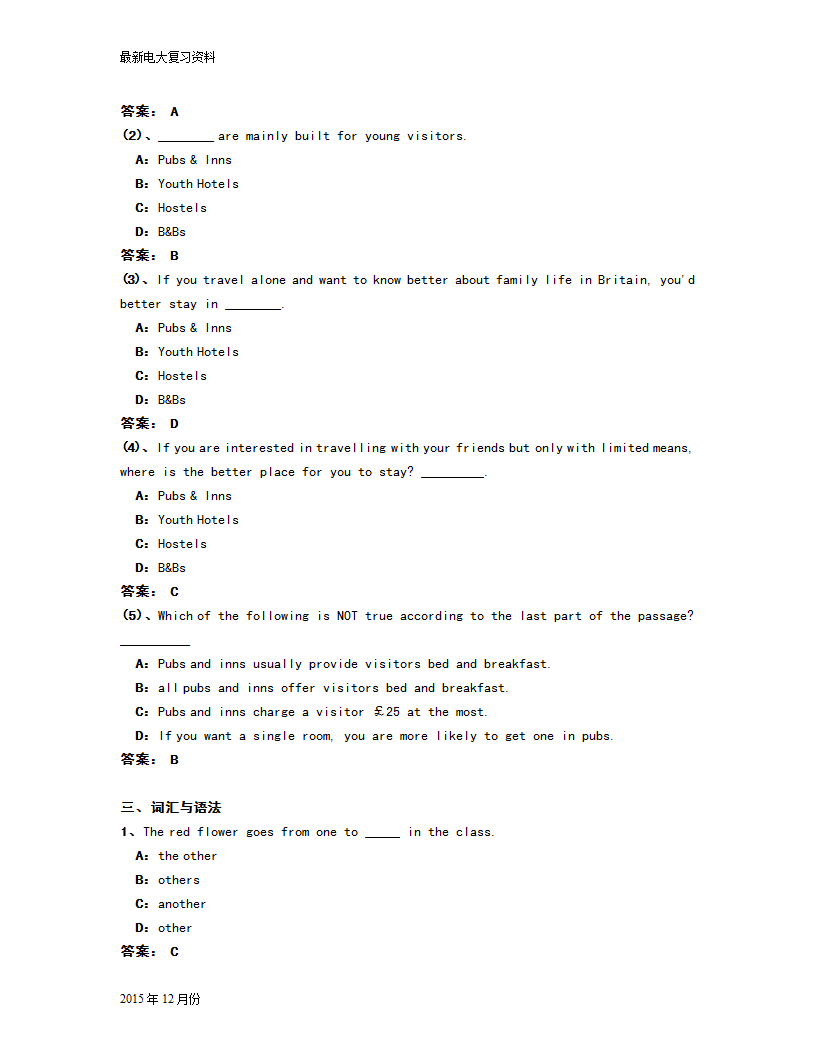 最新电大复习资料
答案： A
(2)、________ are mainly built for young visitors.
A: Pubs & Inns
B: Youth Hotels
C: Hostels
D: B&Bs
答案： B
(3)、If you travel alone and want to know better about family life in Britain, you'd
better stay in ________.
A: Pubs & Inns
B: Youth Hotels
C: Hostels
D: B&Bs
答案： D
(4)、If you are interested in travelling with your friends but only with limited means,
where is the better place for you to stay? _________.
A: Pubs & Inns
B: Youth Hotels
C: Hostels
D: B&Bs
答案： C
(5)、Which of the following is NOT true according to the last part of the passage?
__________
A: Pubs and inns usually provide visitors bed and breakfast.
B: all pubs and inns offer visitors bed and breakfast.
C: Pubs and inns charge a visitor £25 at the most.
D: If you want a single room, you are more likely to get one in pubs.
答案： B
三、词汇与语法
1、The red flower goes from one to _____ in the class.
A: the other
B: others
C: another
D: other
答案： C
2015 年 12 月份